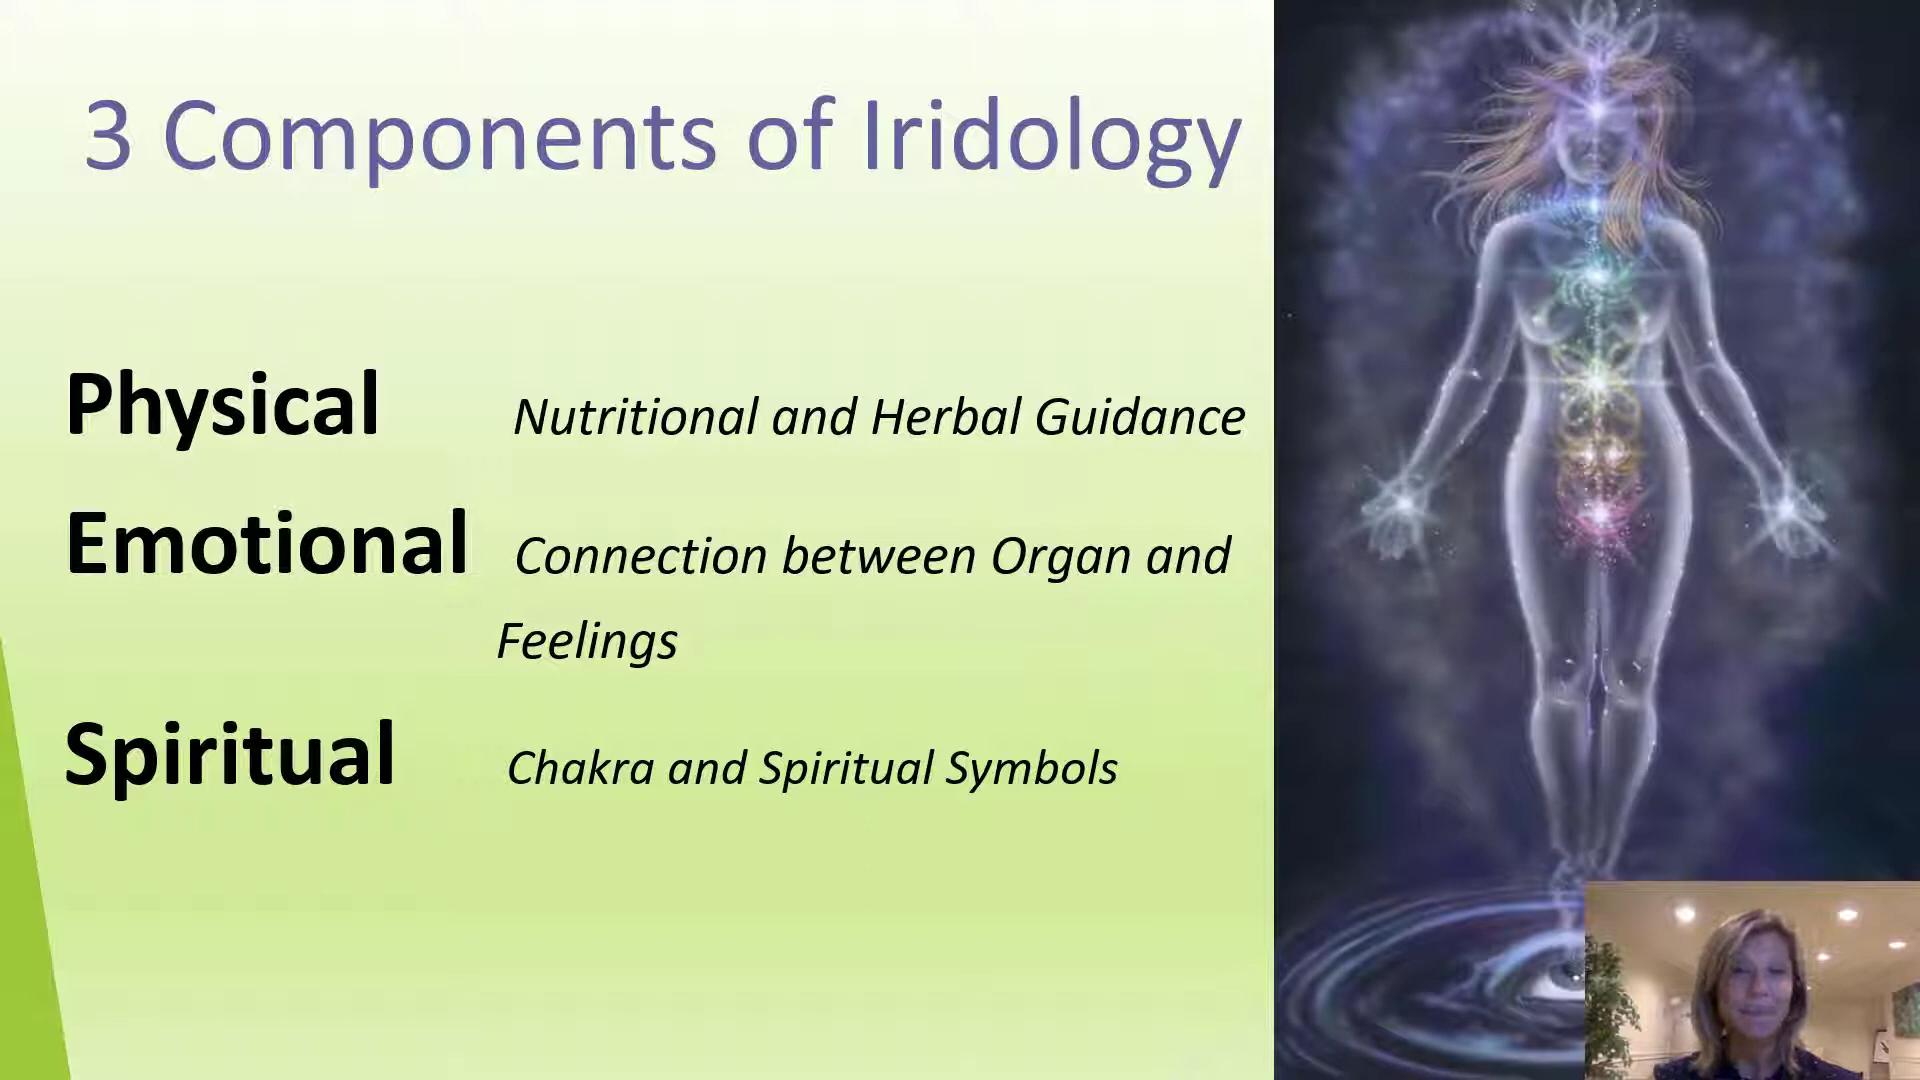 3 Components of Iridology
Physical Nutritional and Herbal Guidance
Emotional Connection between Organ and
Feelings
Spiritual Chakra and Spiritual Symbols